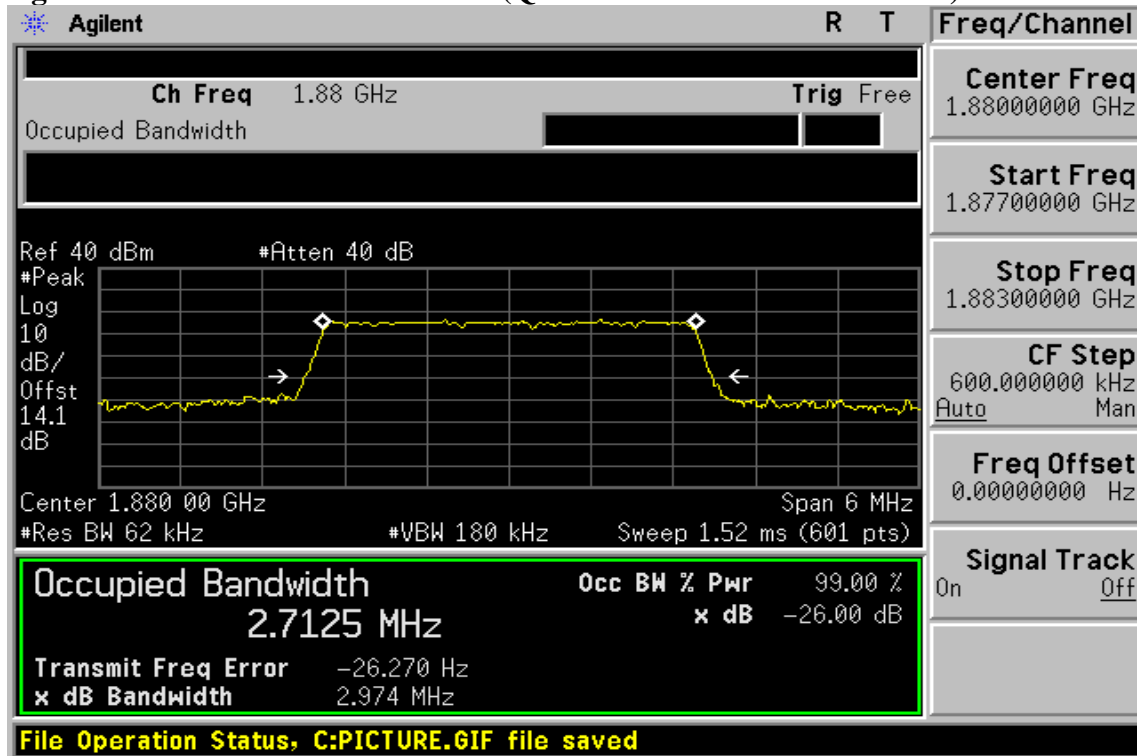 Agilent R T
Freq/Channel
Ch Freq 1.88 GHz Trig Free
Occupied Bandwidth
Center Freq
1.88000000 GHz
Start Freq
1.87700000 GHz
Stop Freq
1.88300000 GHz
CF Step
600.000000 kHz
Auto Man
Freq Offset
0.00000000 Hz
Signal Track
On Off
Ref 40 dBm #Atten 40 dB
#Peak
Log
10
dB/
Offst
14.1
dB
Center 1.880 00 GHz Span 6 MHz
#Res BW 62 kHz #VBW 180 kHz Sweep 1.52 ms (601 pts)
Occupied Bandwidth Occ BW % Pwr 99.00 %
2.7125 MHz x dB -26.00 dB
Transmit Freq Error -26.270 Hz
x dB Bandwidth 2.974 MHz
File Operation Status, C:PICTURE.GIF file saved